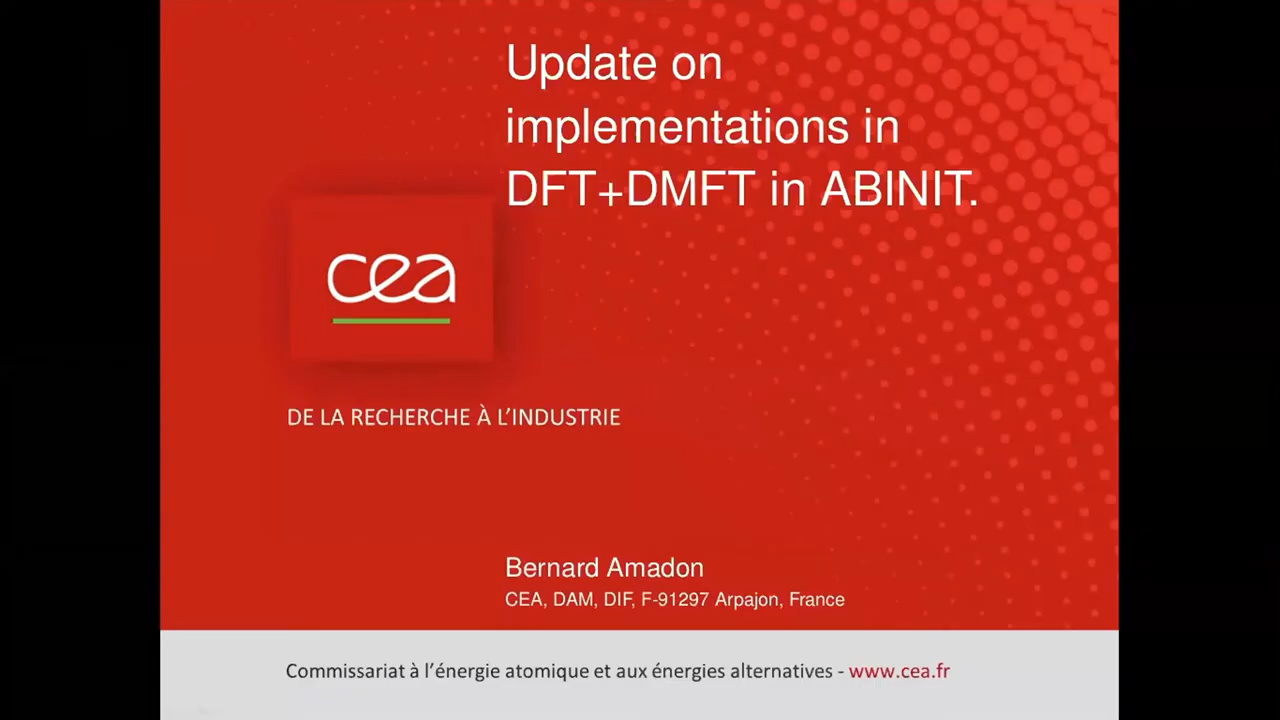 Update on
implementations in
DFT+DMFT in ABINIT.
cea
DE LA RECHERCHE À L'INDUSTRIE
Bernard Amadon
CEA, DAM, DIF, F-91297 Arpajon, France
Commissariat à l'énergie atomique et aux énergies alternatives - www.cea.fr